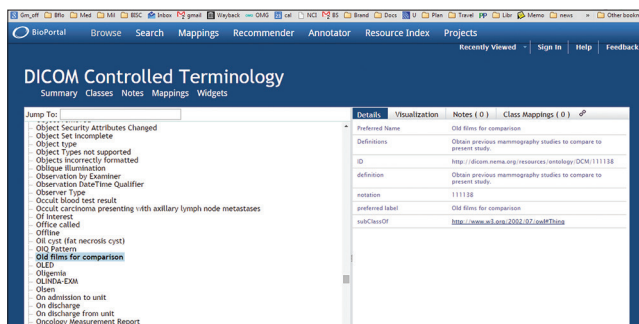 Gm_off Bflo Med Mil BISC Inbox gmail Wayback OMG cal NCI BS Brand Docs U Plan Travel PP Libr Memo news » Other bookn
BioPortal Browse Search Mappings Recommender Annotator Resource Index Projects
Recently Viewed Sign In Help Feedback
DICOM Controlled Terminology
Summary Classes Notes Mappings Widgets
Jump To:
Object Security Attributes Changed
Object Set Incomplete
Object type
Object Types not supported
Objects incorrectly formatted
Oblique illumination
Observation by Examiner
Observation DateTime Qualifier
Observer Type
Occult blood test result
Occult carcinoma presenting with axillary lymph node metastases
Of Interest
Office called
Offline
Oil cyst (fat necrosis cyst)
OIQ Pattern
Old films for comparison
OLED
Oligemia
OLINDA-EXM
Olsen
On admission to unit
On discharge
On discharge from unit
Oncology Measurement Report
Details Visualization Notes ( 0 ) Class Mappings ( 0 )
Preferred Name Old films for comparison
Definitions Obtain previous mammography studies to compare to
present study.
ID http://dicom.nema.org/resources/ontology/DCM/111138
definition Obtain previous mammography studies to compare to
present study.
notation 111138
preferred label Old films for comparison
subClassOf http://www.w3.org/2002/07/owl#Thing